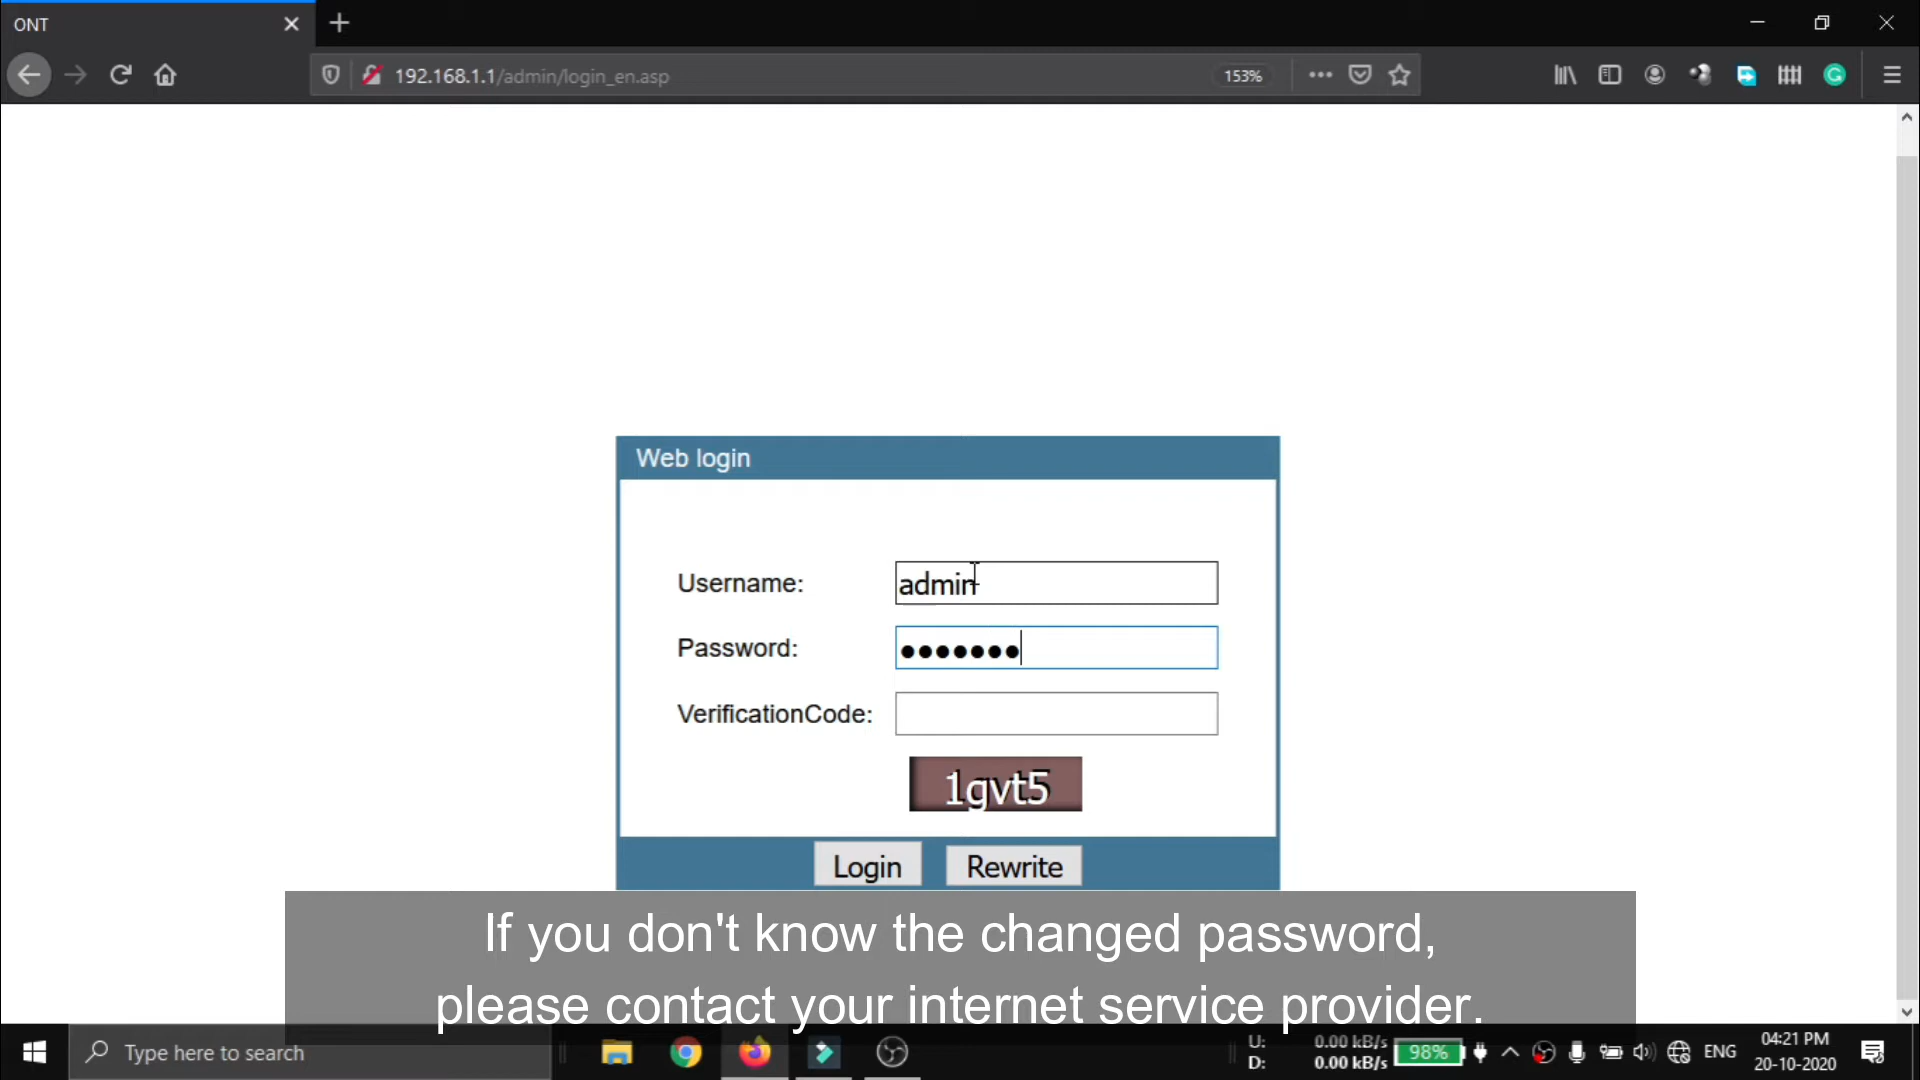 ONT
192.168.1.1/admin/login_en.asp
153%
Web login
Username:
admin
Password:
VerificationCode:
1gvt5
Login
Rewrite
If you don't know the changed password,
please contact your internet service provider.
Type here to search
U: 0.00 kB/s
D: 0.00 kB/s
98%
ENG
04:21 PM
20-10-2020